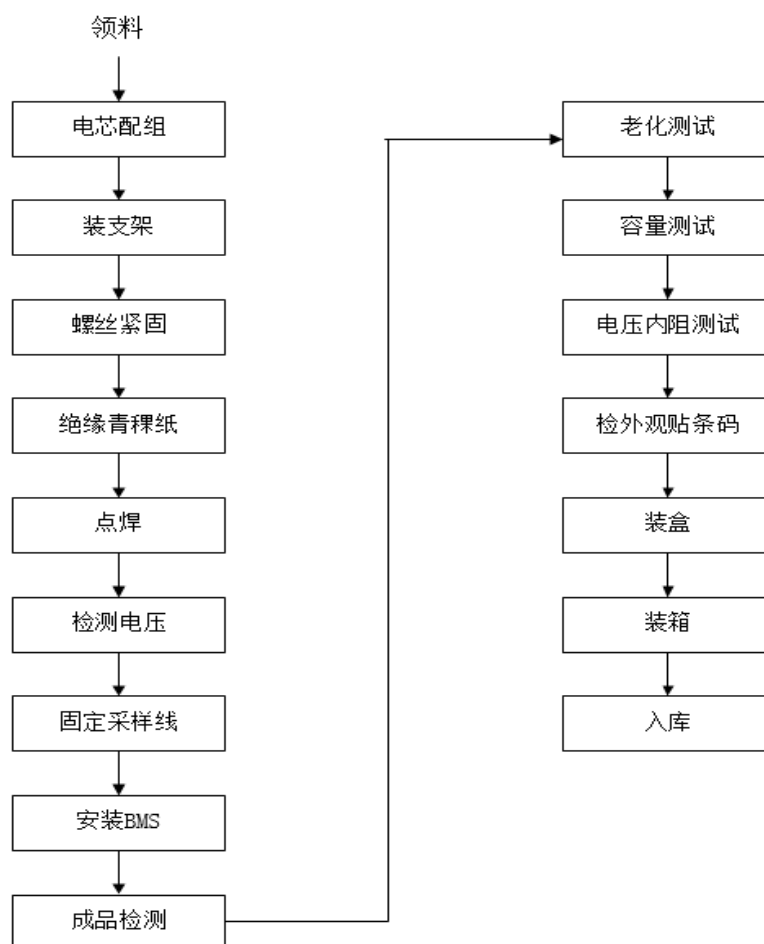 领料
电芯配组
装支架
螺丝紧固
绝缘青稞纸
点焊
检测电压
固定采样线
安装BMS
成品检测
老化测试
容量测试
电压内阻测试
检外观贴条码
装盒
装箱
入库